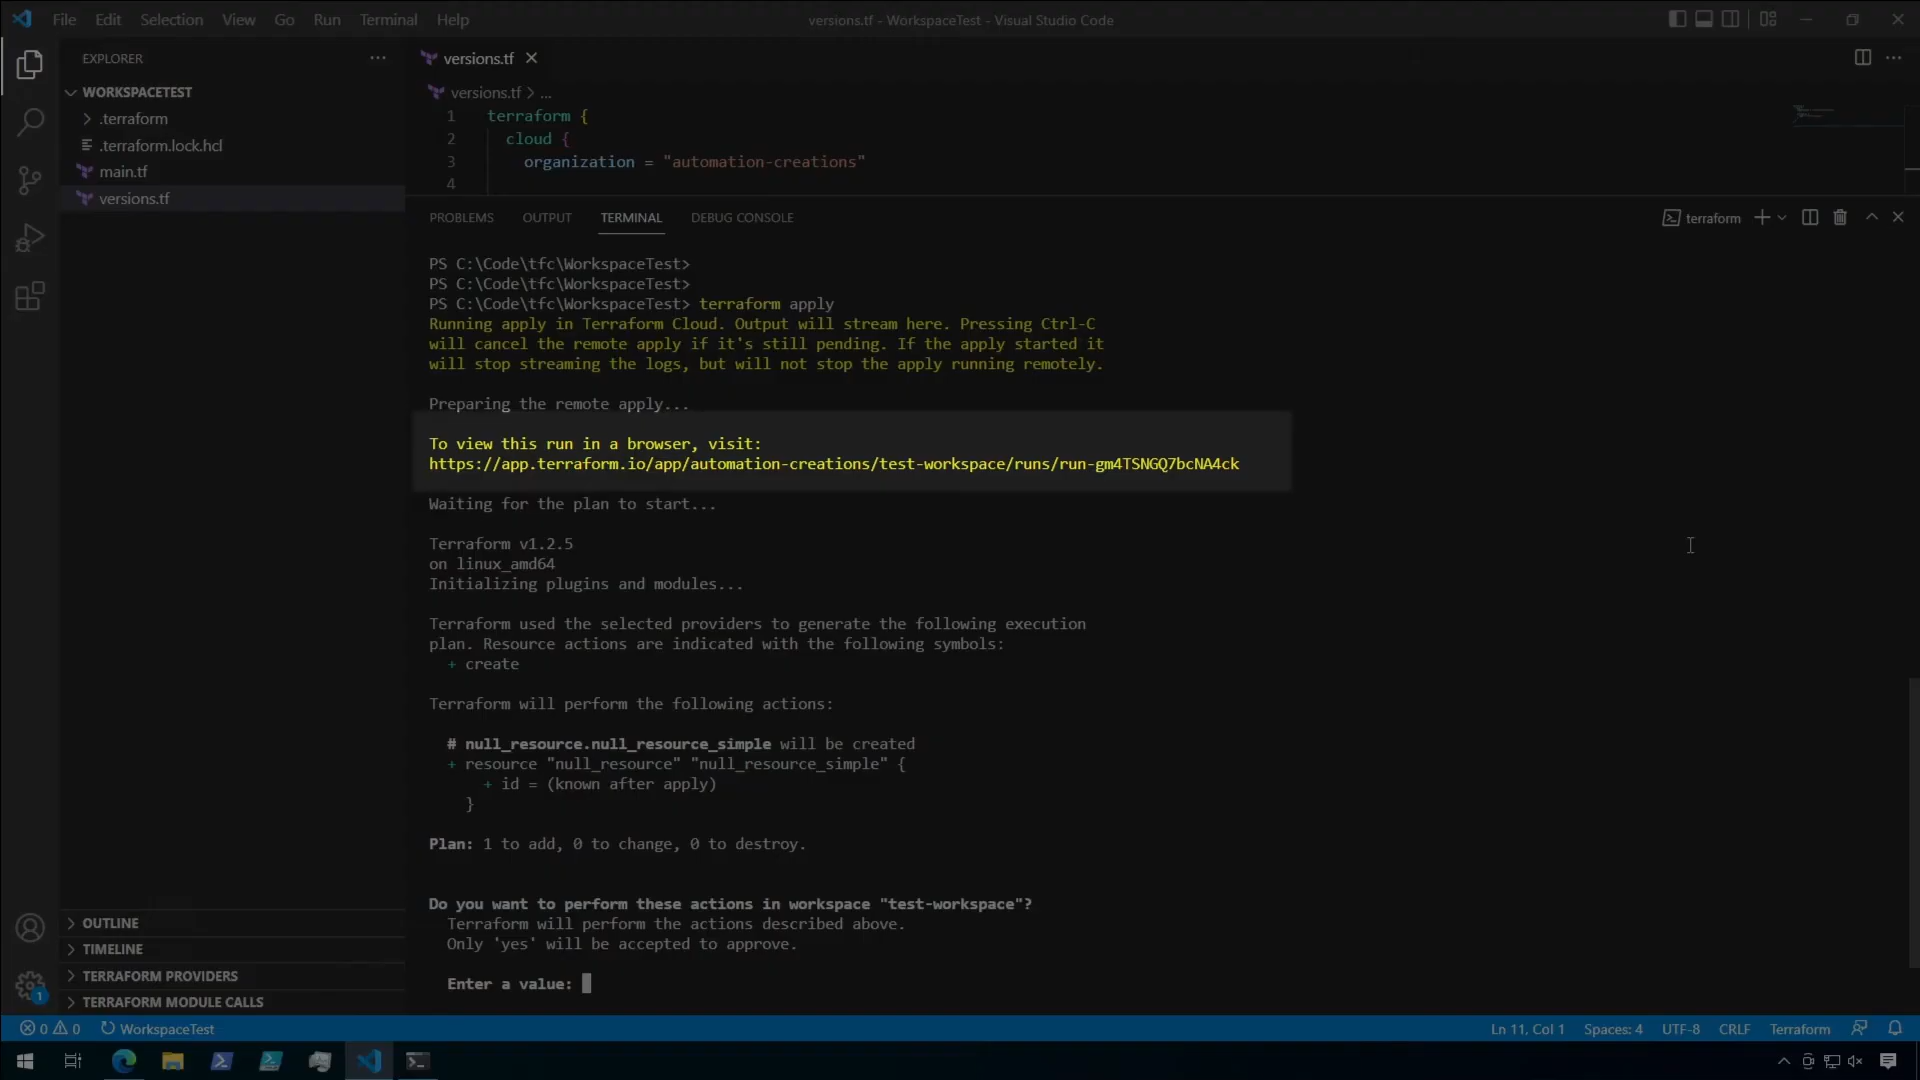 File Edit Selection View Go Run Terminal Help
versions.tf - WorkspaceTest - Visual Studio Code
EXPLORER
WORKSPACETEST
.terraform
.terraform.lock.hcl
main.tf
versions.tf
OUTLINE
TIMELINE
TERRAFORM PROVIDERS
TERRAFORM MODULE CALLS
versions.tf
versions.tf > ...
1 terraform {
2 cloud {
3 organization = "automation-creations"
4
PROBLEMS OUTPUT TERMINAL DEBUG CONSOLE
terraform
PS C:\Code\tfc\WorkspaceTest>
PS C:\Code\tfc\WorkspaceTest>
PS C:\Code\tfc\WorkspaceTest> terraform apply
Running apply in Terraform Cloud. Output will stream here. Pressing Ctrl-C
will cancel the remote apply if it's still pending. If the apply started it
will stop streaming the logs, but will not stop the apply running remotely.
Preparing the remote apply...
To view this run in a browser, visit:
https://app.terraform.io/app/automation-creations/test-workspace/runs/run-gm4TSNGQ7bcNA4ck
Waiting for the plan to start...
Terraform v1.2.5
on linux_amd64
Initializing plugins and modules...
Terraform used the selected providers to generate the following execution
plan. Resource actions are indicated with the following symbols:
+ create
Terraform will perform the following actions:
# null_resource.null_resource_simple will be created
+ resource "null_resource" "null_resource_simple" {
+ id = (known after apply)
}
Plan: 1 to add, 0 to change, 0 to destroy.
Do you want to perform these actions in workspace "test-workspace"?
Terraform will perform the actions described above.
Only 'yes' will be accepted to approve.
Enter a value:
1
0 0 WorkspaceTest
Ln 11, Col 1 Spaces: 4 UTF-8 CRLF Terraform